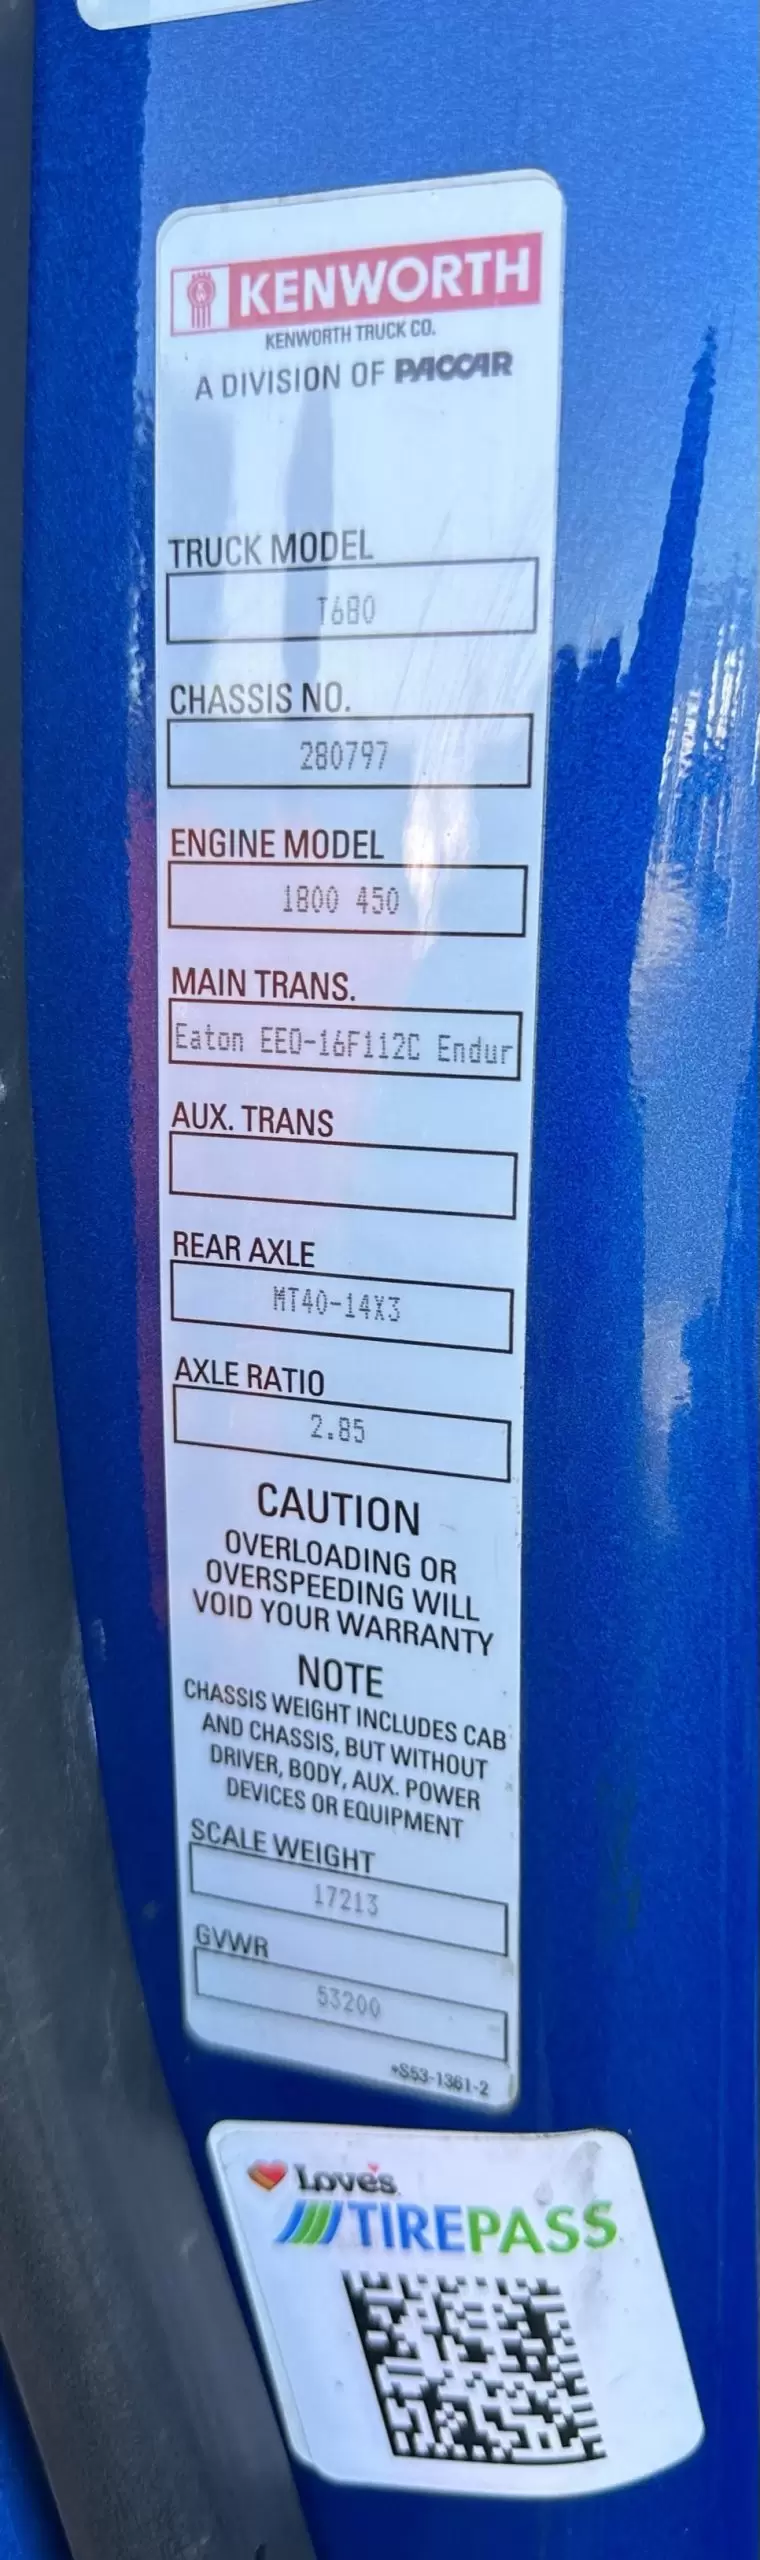 KENWORTH
KENWORTH TRUCK CO.
A DIVISION OF PACCAR
TRUCK MODEL
T680
CHASSIS NO.
280797
ENGINE MODEL
1800 450
MAIN TRANS.
Eaton EEO-16F112C Endur
AUX. TRANS
REAR AXLE
MT40-14X3
AXLE RATIO
2.85
CAUTION
OVERLOADING OR
OVERSPEEDING WILL
VOID YOUR WARRANTY
NOTE
CHASSIS WEIGHT INCLUDES CAB
AND CHASSIS, BUT WITHOUT
DRIVER, BODY, AUX. POWER
DEVICES OR EQUIPMENT
SCALE WEIGHT
17213
GVWR
53200
*S53-1361-2
Love's
TIREPASS